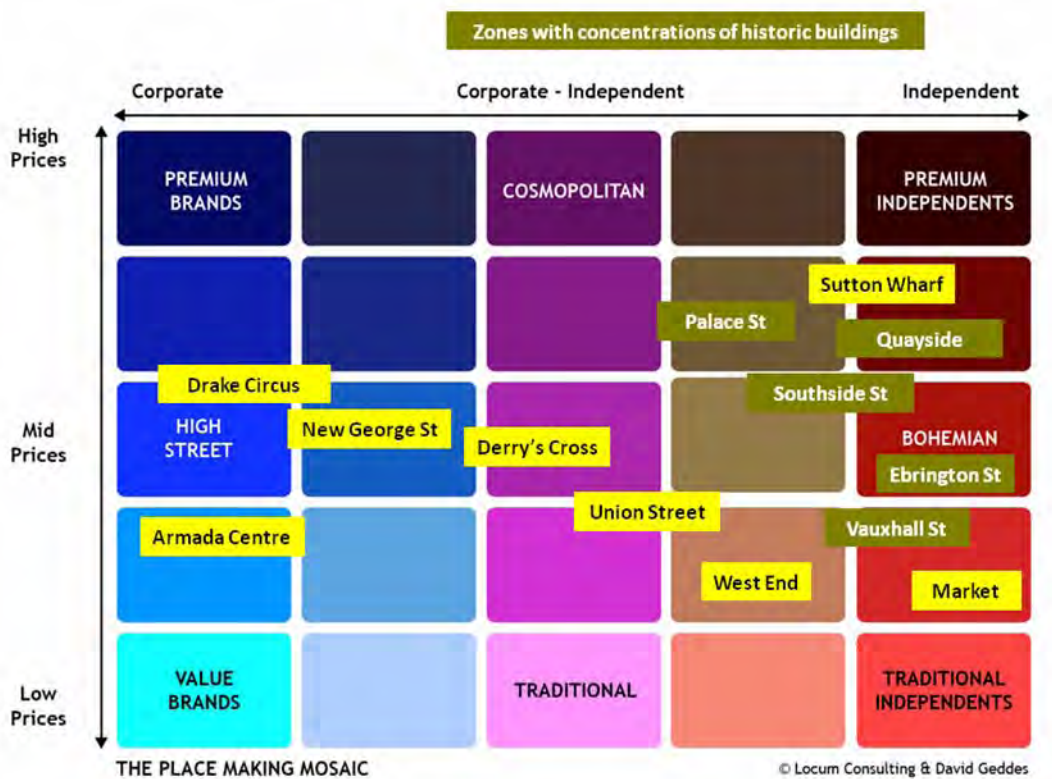 Zones with concentrations of historic buildings
Corporate
Corporate - Independent
Independent
High
Prices
PREMIUM
BRANDS
COSMOPOLITAN
PREMIUM
INDEPENDENTS
Sutton Wharf
Palace St
Quayside
Drake Circus
Southside St
Mid
Prices
HIGH
STREET
New George St
Derry's Cross
BOHEMIAN
Ebrington St
Union Street
Armada Centre
Vauxhall St
West End
Market
Low
Prices
VALUE
BRANDS
TRADITIONAL
TRADITIONAL
INDEPENDENTS
THE PLACE MAKING MOSAIC
© Locum Consulting & David Geddes